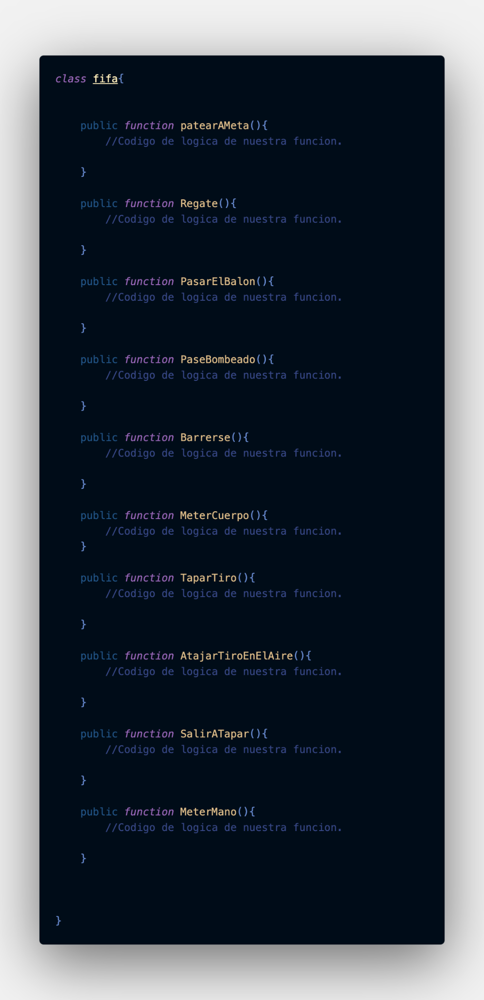 class fifa{
public function patearAMeta(){
//Codigo de logica de nuestra funcion.
}
public function Regate(){
//Codigo de logica de nuestra funcion.
}
public function PasarElBalon(){
//Codigo de logica de nuestra funcion.
}
public function PaseBombeado(){
//Codigo de logica de nuestra funcion.
}
public function Barrerse(){
//Codigo de logica de nuestra funcion.
}
public function MeterCuerpo(){
//Codigo de logica de nuestra funcion.
}
public function TaparTiro(){
//Codigo de logica de nuestra funcion.
}
public function AtajarTiroEnElAire(){
//Codigo de logica de nuestra funcion.
}
public function SalirATapar(){
//Codigo de logica de nuestra funcion.
}
public function MeterMano(){
//Codigo de logica de nuestra funcion.
}
}